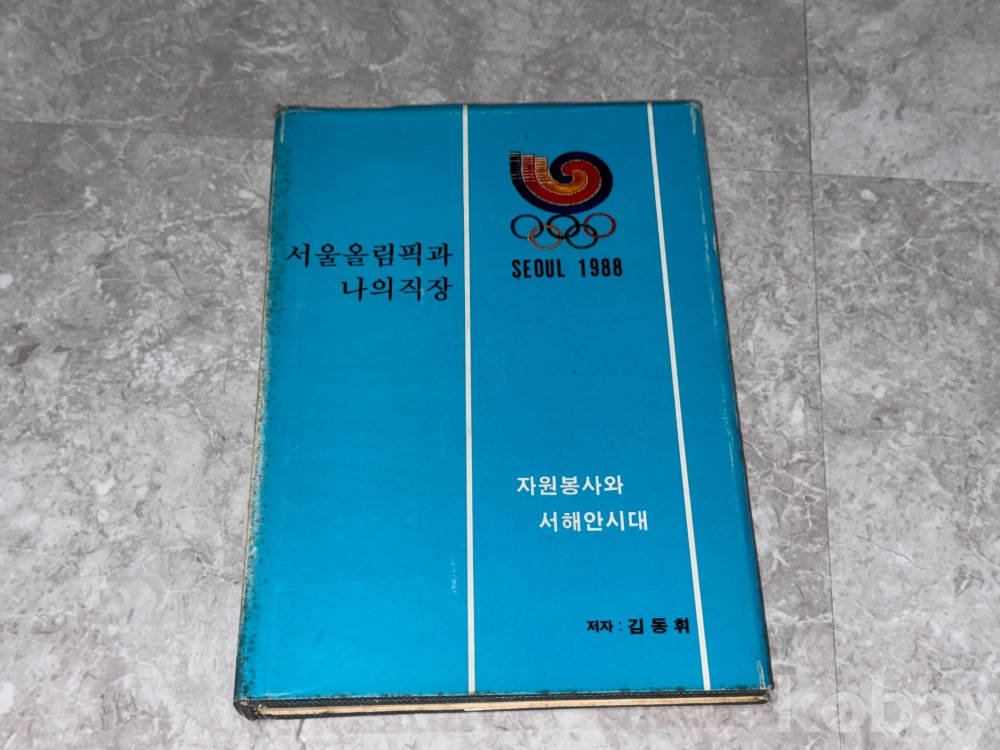 서울올림픽과
나의직장
SEOUL 1988
자원봉사와
서해안시대
저자 : 김동휘
kobay